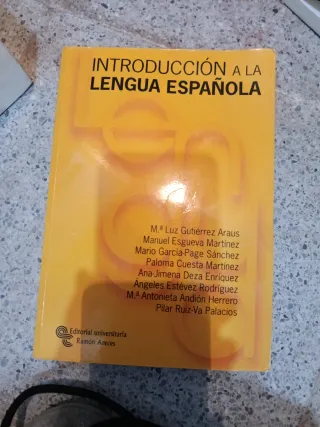 INTRODUCCIÓN A LA
LENGUA ESPAÑOLA
M.ª Luz Gutiérrez Araus
Manuel Esgueva Martínez
Mario García-Page Sánchez
Paloma Cuesta Martínez
Ana-Jimena Deza Enríquez
Ángeles Estévez Rodríguez
M.ª Antonieta Andión Herrero
Pilar Ruiz-Va Palacios
Editorial universitaria
Ramón Areces